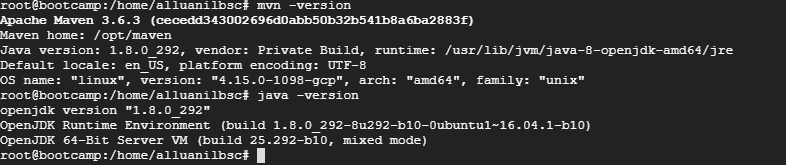 root@bootcamp:/home/alluanilbsc# mvn -version
Apache Maven 3.6.3 (cecedd343002696d0abb50b32b541b8a6ba2883f)
Maven home: /opt/maven
Java version: 1.8.0_292, vendor: Private Build, runtime: /usr/lib/jvm/java-8-openjdk-amd64/jre
Default locale: en_US, platform encoding: UTF-8
OS name: "linux", version: "4.15.0-1098-gcp", arch: "amd64", family: "unix"
root@bootcamp:/home/alluanilbsc# java -version
openjdk version "1.8.0_292"
OpenJDK Runtime Environment (build 1.8.0_292-8u292-b10-0ubuntu1~16.04.1-b10)
OpenJDK 64-Bit Server VM (build 25.292-b10, mixed mode)
root@bootcamp:/home/alluanilbsc#